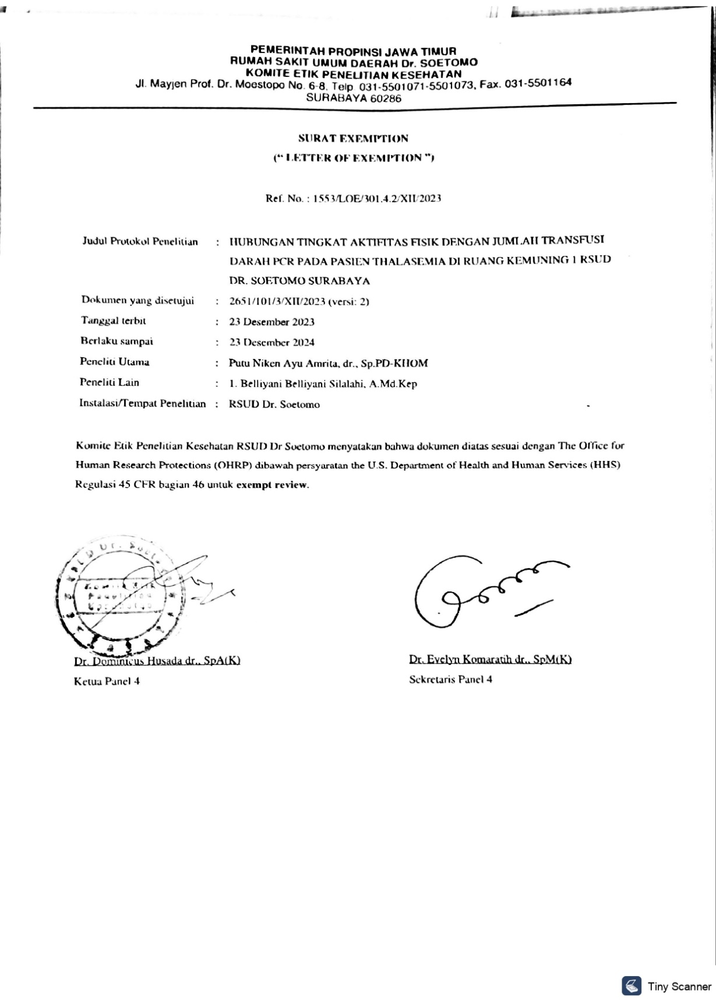 PEMERINTAH PROPINSI JAWA TIMUR
RUMAH SAKIT UMUM DAERAH Dr. SOETOMO
KOMITE ETIK PENELITIAN KESEHATAN
Jl. Mayjen Prof. Dr. Moestopo No. 6-8, Telp. 031-5501071-5501073, Fax. 031-5501164
SURABAYA 60286
SURAT EXEMPTION
(“ LETTER OF EXEMPTION ”)
Ref. No. : 1553/LOE/301.4.2/XII/2023
Judul Protokol Penelitian : HUBUNGAN TINGKAT AKTIFITAS FISIK DENGAN JUMLAH TRANSFUSI
DARAH PCR PADA PASIEN THALASEMIA DI RUANG KEMUNING 1 RSUD
DR. SOETOMO SURABAYA
Dokumen yang disetujui : 2651/101/3/XII/2023 (versi: 2)
Tanggal terbit : 23 Desember 2023
Berlaku sampai : 23 Desember 2024
Peneliti Utama : Putu Niken Ayu Amrita, dr., Sp.PD-KHOM
Peneliti Lain : 1. Belliyani Belliyani Silalahi, A.Md.Kep
Instalasi/Tempat Penelitian : RSUD Dr. Soetomo
Komite Etik Penelitian Kesehatan RSUD Dr Soetomo menyatakan bahwa dokumen diatas sesuai dengan The Office for
Human Research Protections (OHRP) dibawah persyaratan the U.S. Department of Health and Human Services (HHS)
Regulasi 45 CFR bagian 46 untuk exempt review.
RSUD Dr. Soetomo
Komite Etik
Penelitian
Kesehatan
Dr. Dominicus Husada dr., SpA(K)
Ketua Panel 4
Dr. Evelyn Komaratih dr., SpM(K)
Sekretaris Panel 4
Tiny Scanner